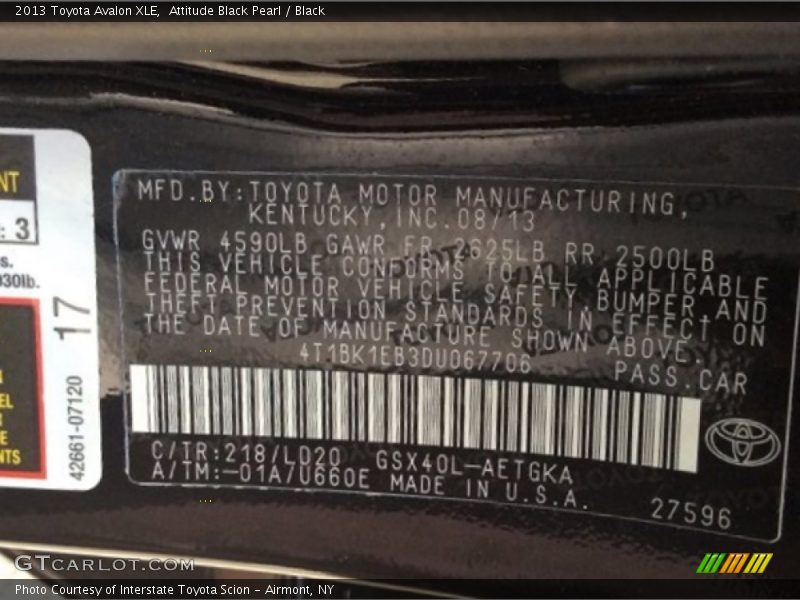 2013 Toyota Avalon XLE,  Attitude Black Pearl / Black
MFD.BY:TOYOTA MOTOR MANUFACTURING,
KENTUCKY,INC.08/13
GVWR 4590LB GAWR FR 2625LB RR 2500LB
THIS VEHICLE CONFORMS TO ALL APPLICABLE
FEDERAL MOTOR VEHICLE SAFETY,BUMPER,AND
THEFT PREVENTION STANDARDS IN EFFECT ON
THE DATE OF MANUFACTURE SHOWN ABOVE.
4T1BK1EB3DU067706 PASS.CAR
C/TR:218/LD20 GSX40L-AETGKA
A/TM:-01A/U660E MADE IN U.S.A.
27596
NT
: 3
s.
030lb.
17
42661-07120
EL
E
NTS
GTCARLOT.COM
Photo Courtesy of Interstate Toyota Scion - Airmont, NY